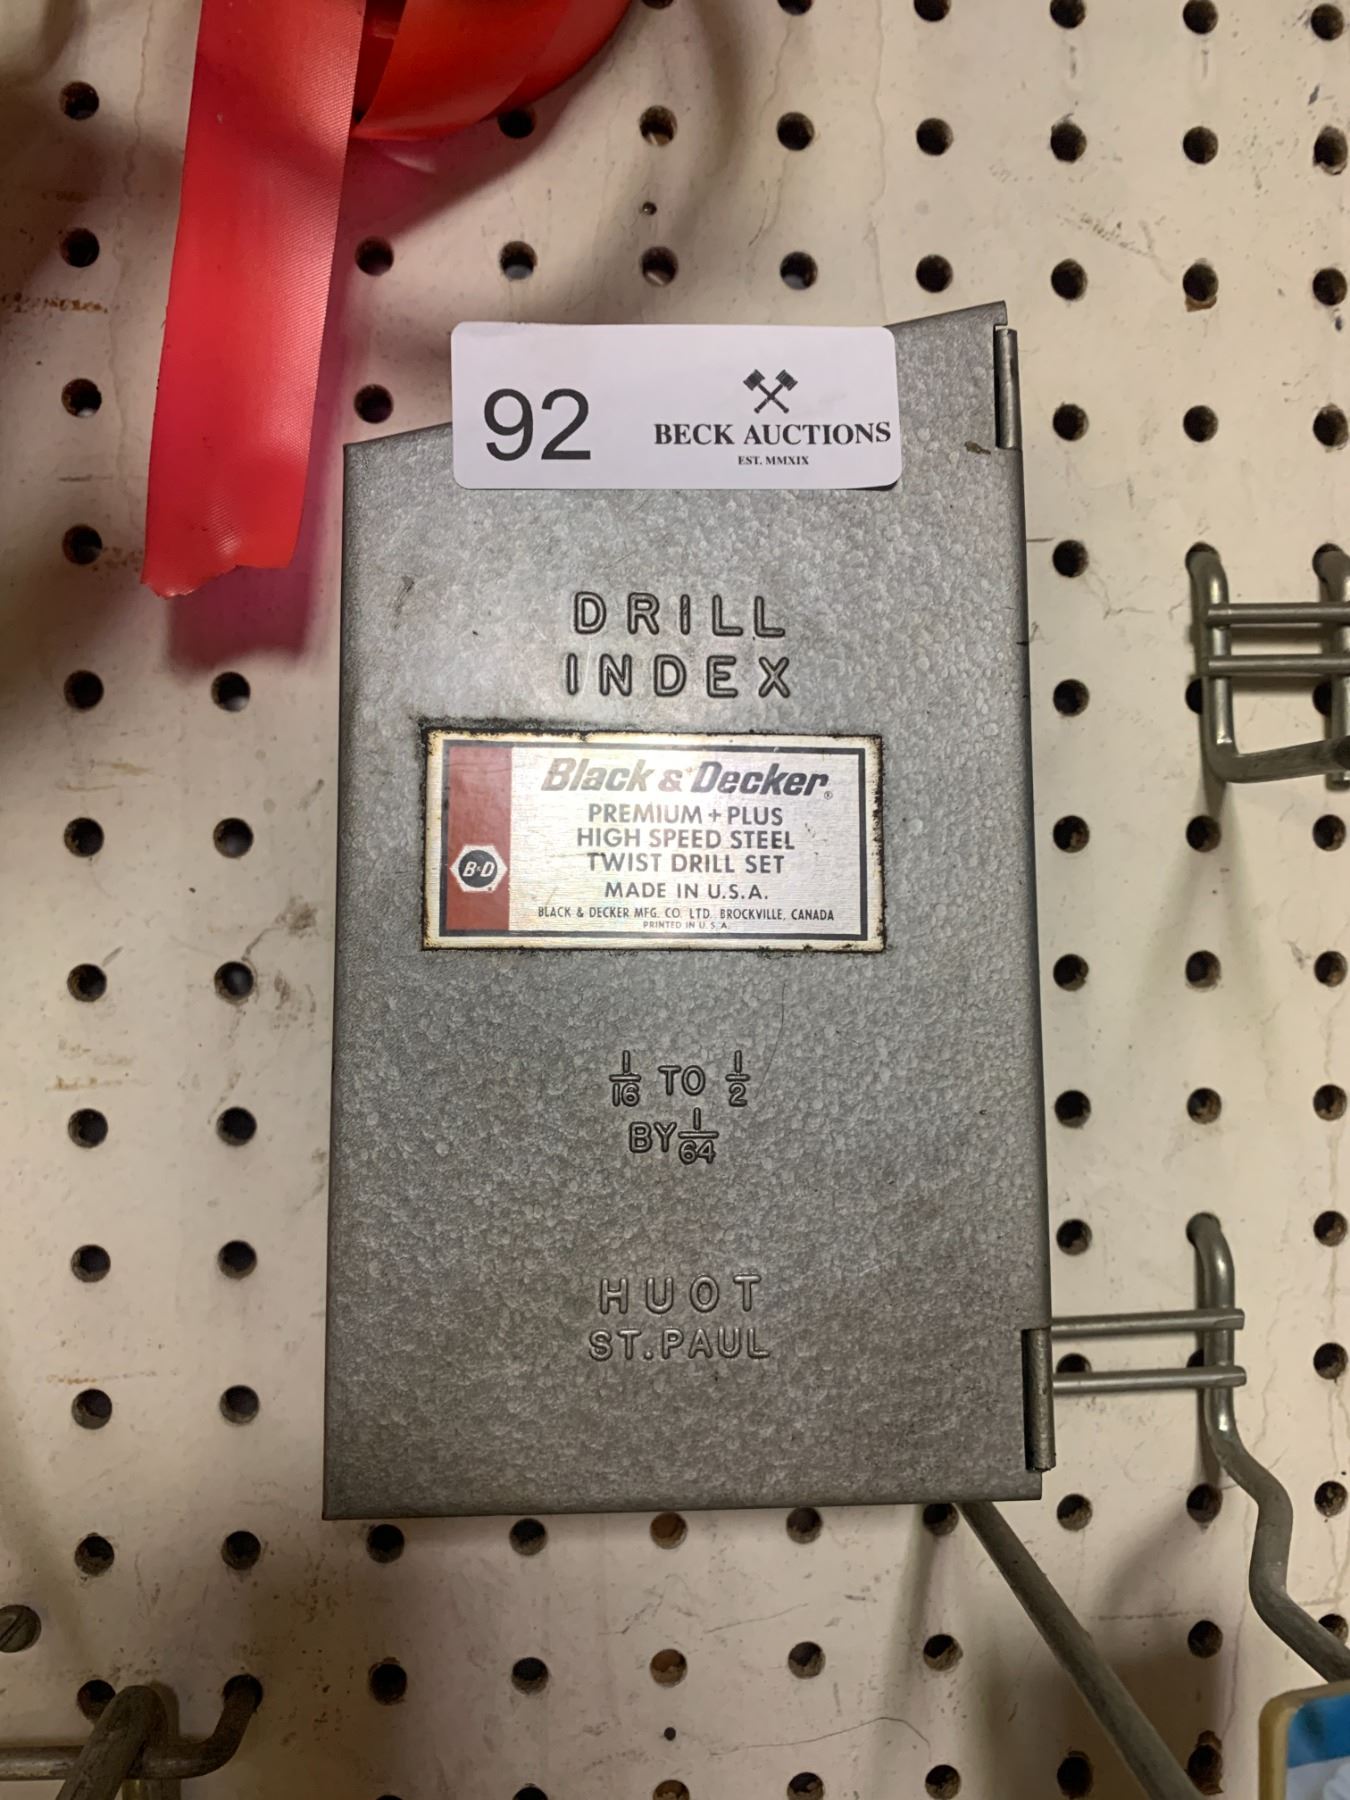 92
BECK AUCTIONS
EST. MMXIX
DRILL
INDEX
Black & Decker®
PREMIUM + PLUS
HIGH SPEED STEEL
TWIST DRILL SET
MADE IN U.S.A.
BLACK & DECKER MFG. CO. LTD. BROCKVILLE, CANADA
PRINTED IN U.S.A.
B&D
1/16 TO 1/2
BY 1/64
HUOT
ST. PAUL